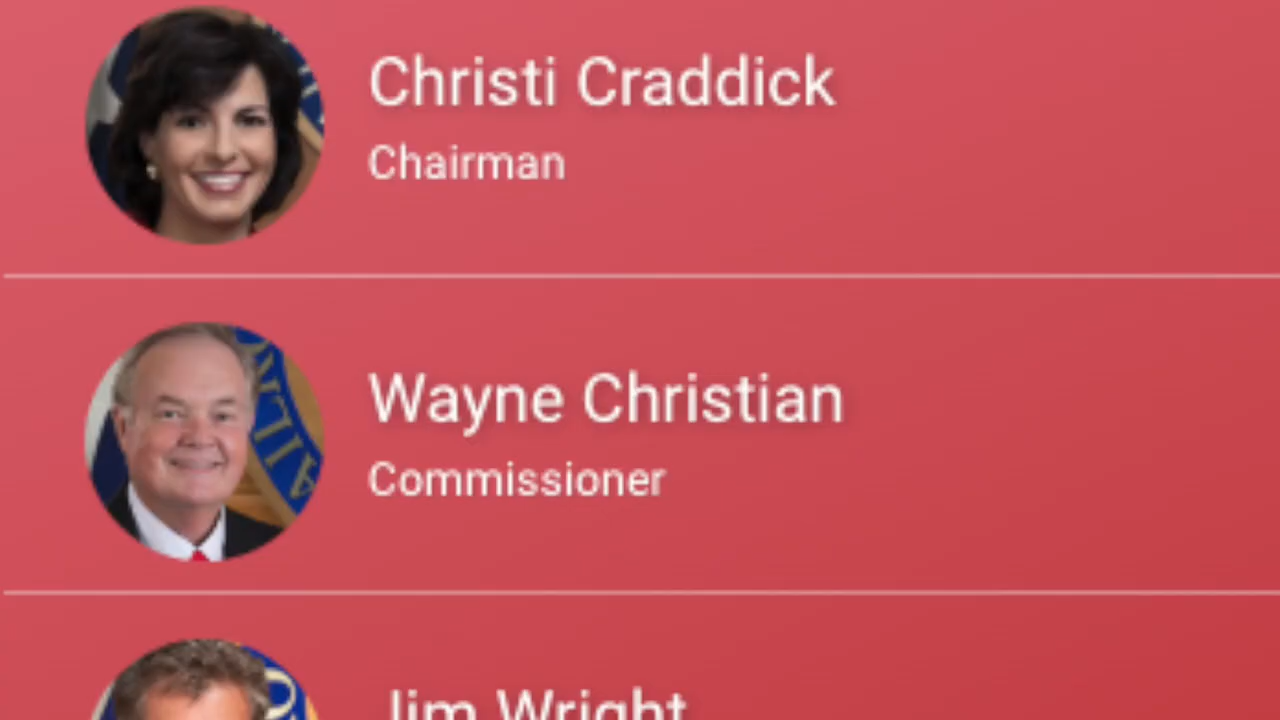 Christi Craddick
Chairman
Wayne Christian
Commissioner
Jim Wright